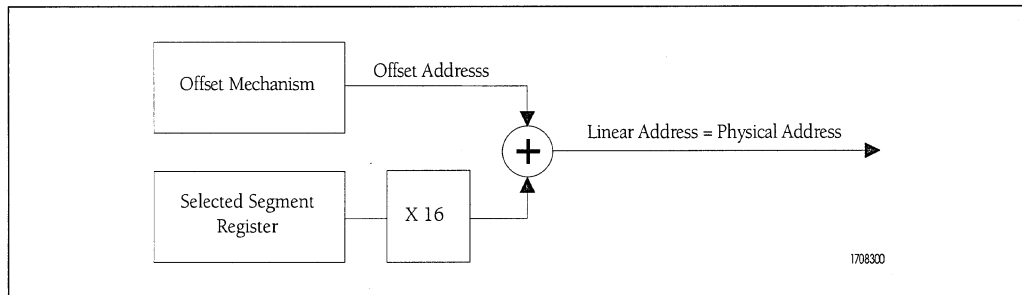 Offset Mechanism
Offset Addresss
+
Linear Address = Physical Address
Selected Segment
Register
X 16
1708300